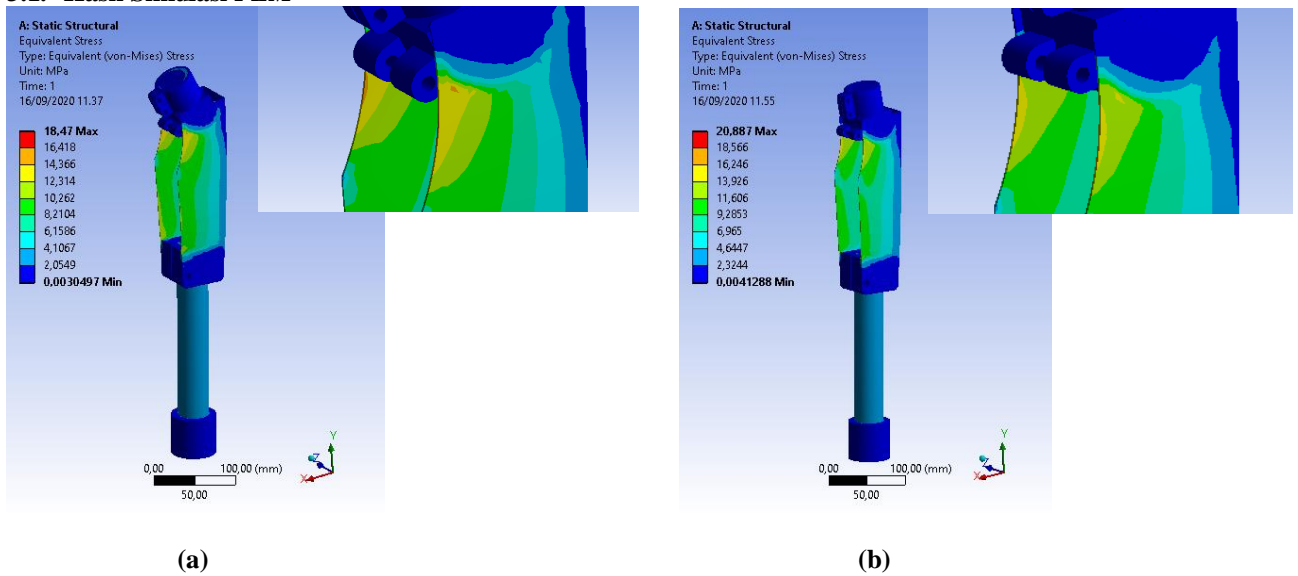 Hasil Simulasi FEM
A: Static Structural
Equivalent Stress
Type: Equivalent (von-Mises) Stress
Unit: MPa
Time: 1
16/09/2020 11.37
18,47 Max
16,418
14,366
12,314
10,262
8,2104
6,1586
4,1067
2,0549
0,0030497 Min
0,00
100,00 (mm)
50,00
Y
Z
X
(a)
A: Static Structural
Equivalent Stress
Type: Equivalent (von-Mises) Stress
Unit: MPa
Time: 1
16/09/2020 11.55
20,887 Max
18,566
16,246
13,926
11,606
9,2853
6,965
4,6447
2,3244
0,0041288 Min
0,00
100,00 (mm)
50,00
Y
Z
X
(b)